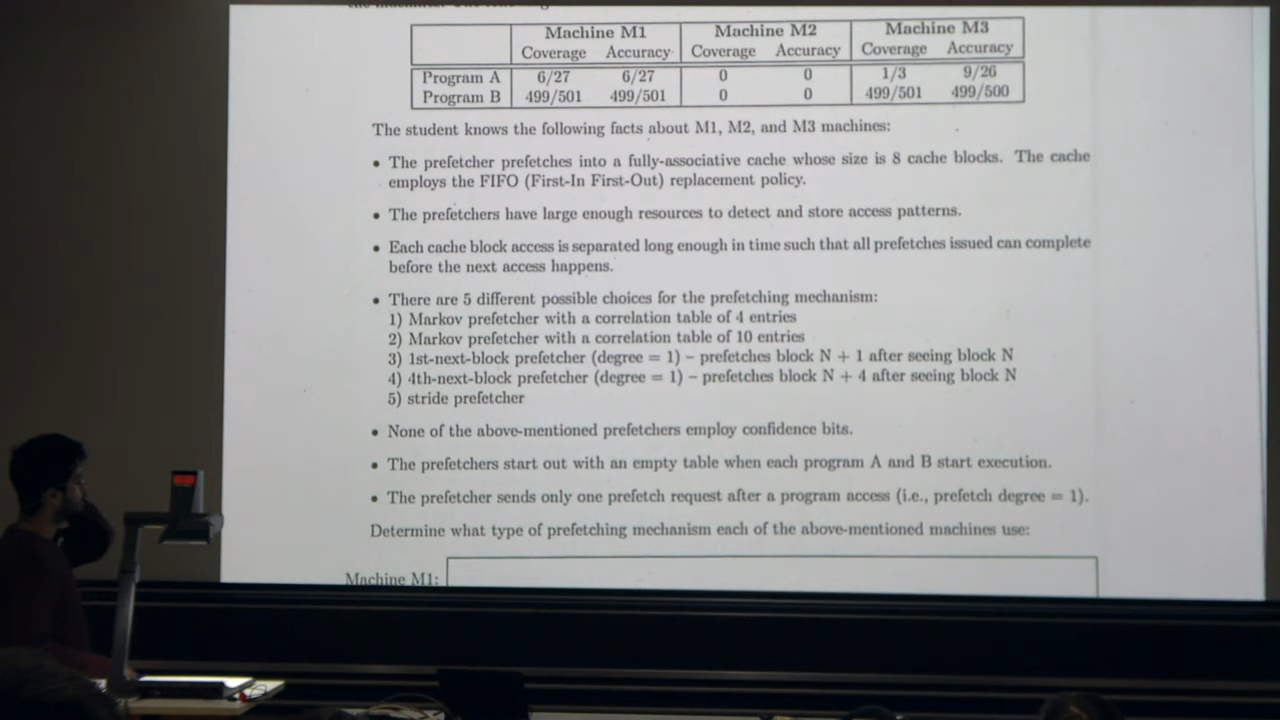 Machine M1 Machine M2 Machine M3
Coverage Accuracy Coverage Accuracy Coverage Accuracy
Program A 6/27 6/27 0 0 1/3 9/26
Program B 499/501 499/501 0 0 499/501 499/500
The student knows the following facts about M1, M2, and M3 machines:
• The prefetcher prefetches into a fully-associative cache whose size is 8 cache blocks. The cache
employs the FIFO (First-In First-Out) replacement policy.
• The prefetchers have large enough resources to detect and store access patterns.
• Each cache block access is separated long enough in time such that all prefetches issued can complete
before the next access happens.
• There are 5 different possible choices for the prefetching mechanism:
1) Markov prefetcher with a correlation table of 4 entries
2) Markov prefetcher with a correlation table of 10 entries
3) 1st-next-block prefetcher (degree = 1) – prefetches block N + 1 after seeing block N
4) 4th-next-block prefetcher (degree = 1) – prefetches block N + 4 after seeing block N
5) stride prefetcher
• None of the above-mentioned prefetchers employ confidence bits.
• The prefetchers start out with an empty table when each program A and B start execution.
• The prefetcher sends only one prefetch request after a program access (i.e., prefetch degree = 1).
Determine what type of prefetching mechanism each of the above-mentioned machines use:
Machine M1: